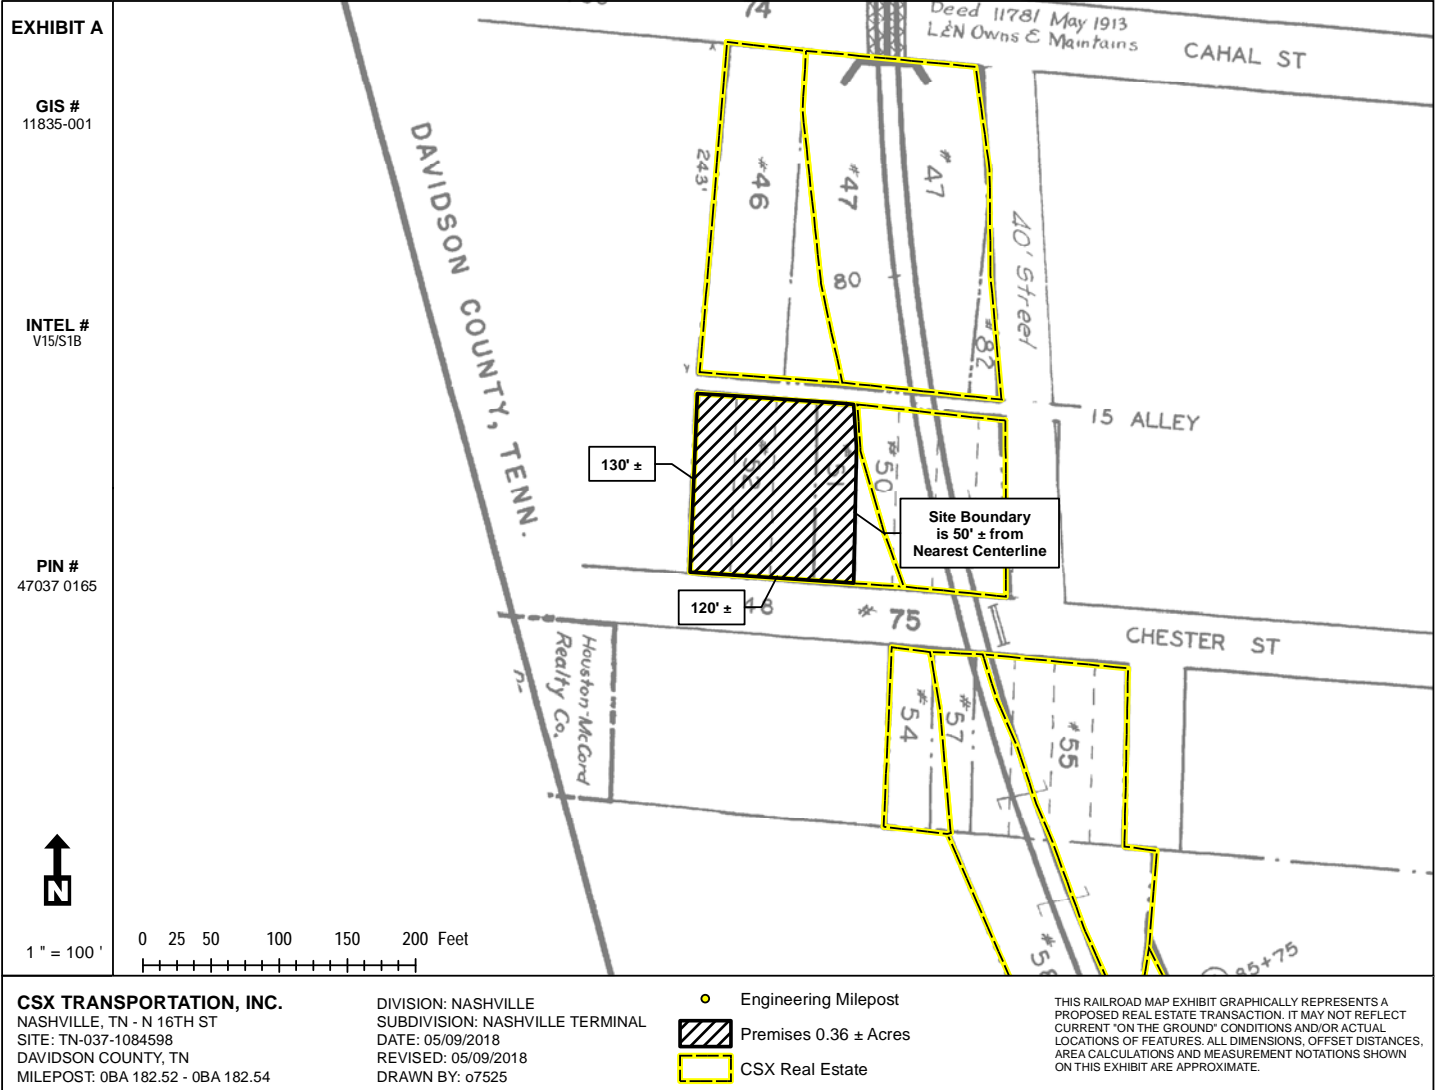 EXHIBIT A
GIS #
11835-001
INTEL #
V15/S1B
PIN #
47037 0165
N
1 " = 100 '
74
Deed 11781 May 1913
L&N Owns & Maintains
CAHAL ST
DAVIDSON COUNTY, TENN.
243'
#46
#47
#47
80
#82
40' Street
15 ALLEY
130' ±
#52
#51
#50
Site Boundary
is 50' ± from
Nearest Centerline
120' ±
48
# 75
CHESTER ST
Houston-McCord
Realty Co.
n-
#54
#57
#55
#58
85+75
0 25 50 100 150 200 Feet
CSX TRANSPORTATION, INC.
NASHVILLE, TN - N 16TH ST
SITE: TN-037-1084598
DAVIDSON COUNTY, TN
MILEPOST: 0BA 182.52 - 0BA 182.54
DIVISION: NASHVILLE
SUBDIVISION: NASHVILLE TERMINAL
DATE: 05/09/2018
REVISED: 05/09/2018
DRAWN BY: o7525
Engineering Milepost
Premises 0.36 ± Acres
CSX Real Estate
THIS RAILROAD MAP EXHIBIT GRAPHICALLY REPRESENTS A
PROPOSED REAL ESTATE TRANSACTION. IT MAY NOT REFLECT
CURRENT "ON THE GROUND" CONDITIONS AND/OR ACTUAL
LOCATIONS OF FEATURES. ALL DIMENSIONS, OFFSET DISTANCES,
AREA CALCULATIONS AND MEASUREMENT NOTATIONS SHOWN
ON THIS EXHIBIT ARE APPROXIMATE.